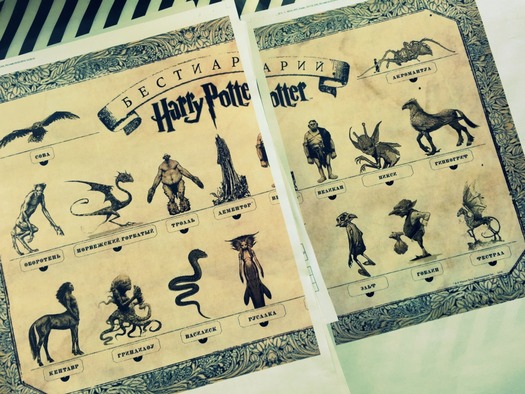 БЕСТИАР
Harry Potte
СОВА
ОБОРОТЕНЬ
НОРВЕЖСКИЙ ГОРБАТЫЙ
ТРОЛЛЬ
ДЕМЕНТОР
КЕНТАВР
ГРИНДИЛОУ
ВАСИЛИСК
РУСАЛКА
АРИЙ
otter
АКРОМАНТУЛ
ВЕЛИКАН
ПИКСИ
ГИППОГРИФ
ЭЛЬФ
ГОБЛИН
ФЕСТРАЛ